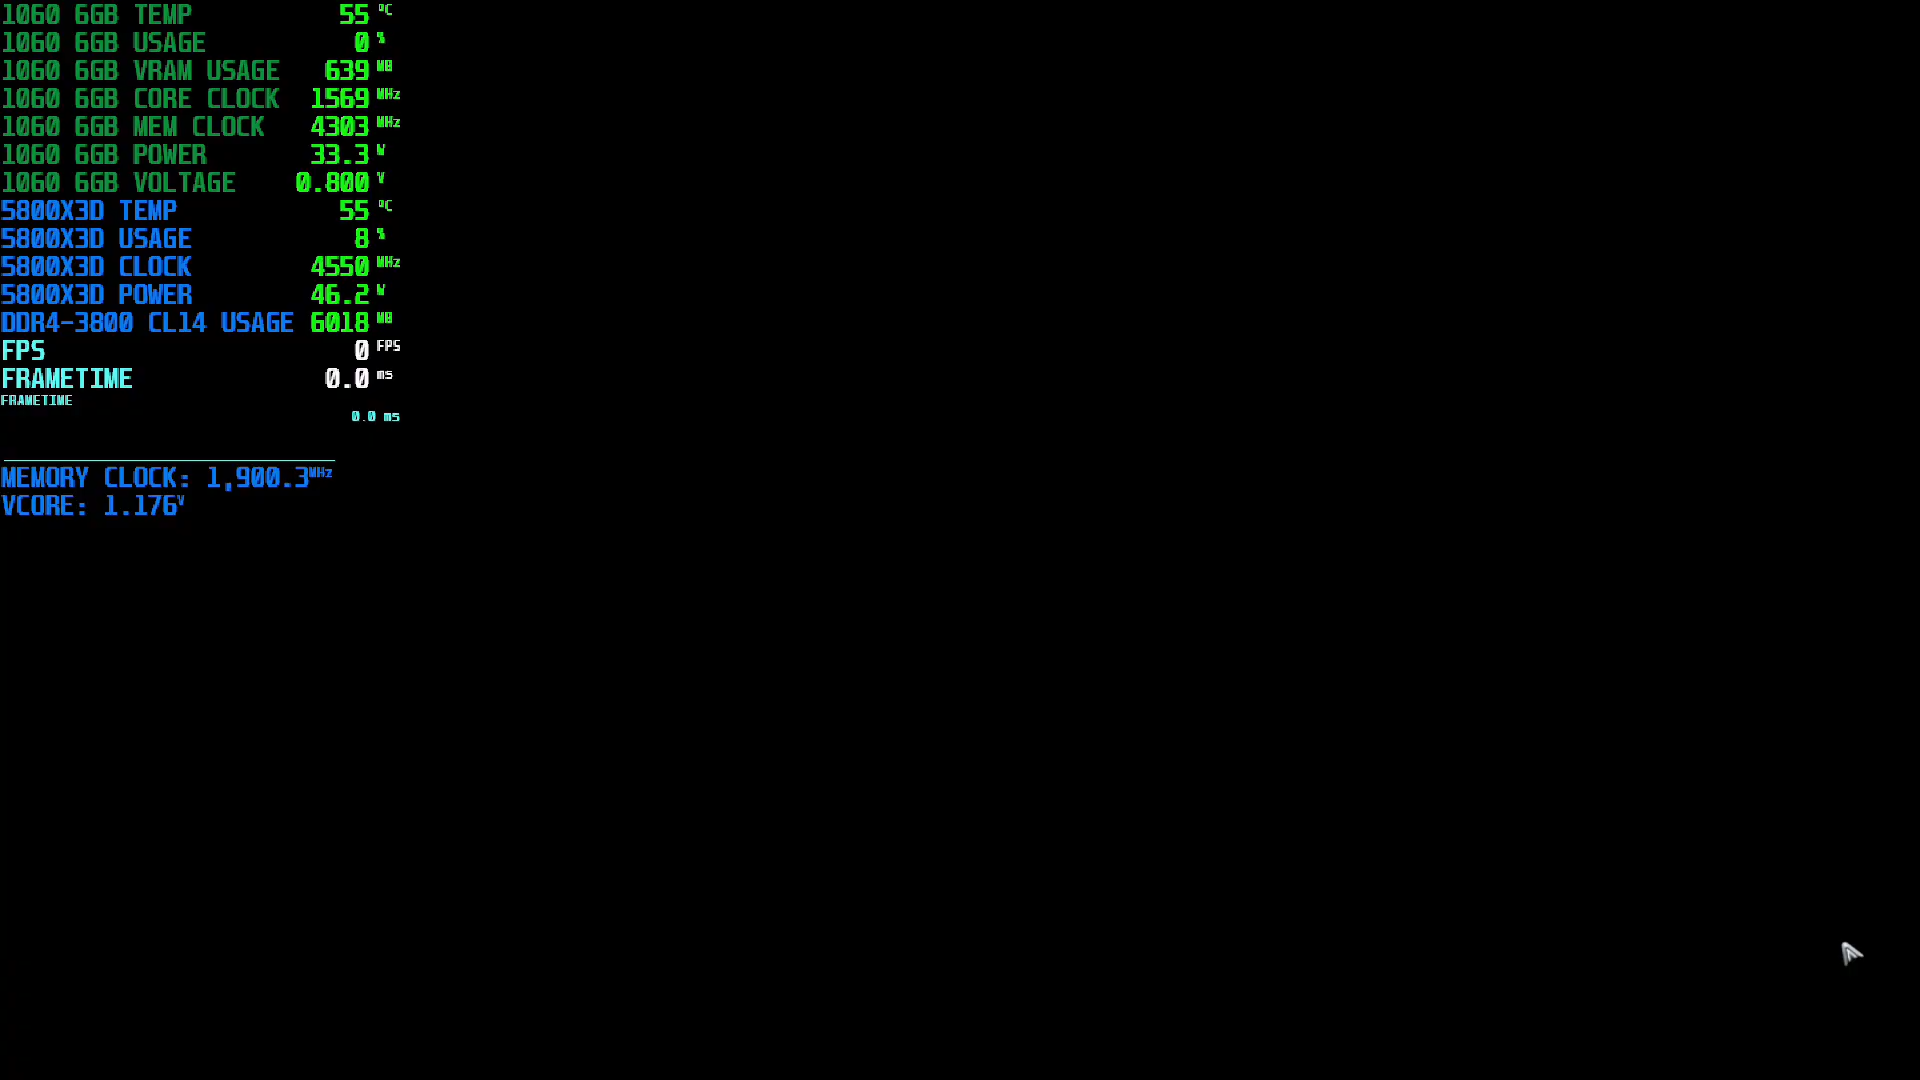 1060 6GB TEMP 55 °C
1060 6GB USAGE 0 %
1060 6GB VRAM USAGE 639 MB
1060 6GB CORE CLOCK 1569 MHz
1060 6GB MEM CLOCK 4303 MHz
1060 6GB POWER 33.3 W
1060 6GB VOLTAGE 0.800 V
5800X3D TEMP 55 °C
5800X3D USAGE 8 %
5800X3D CLOCK 4550 MHz
5800X3D POWER 46.2 W
DDR4-3800 CL14 USAGE 6018 MB
FPS 0 FPS
FRAMETIME 0.0 ms
FRAMETIME
0.0 ms
MEMORY CLOCK: 1,900.3MHz
VCORE: 1.176V